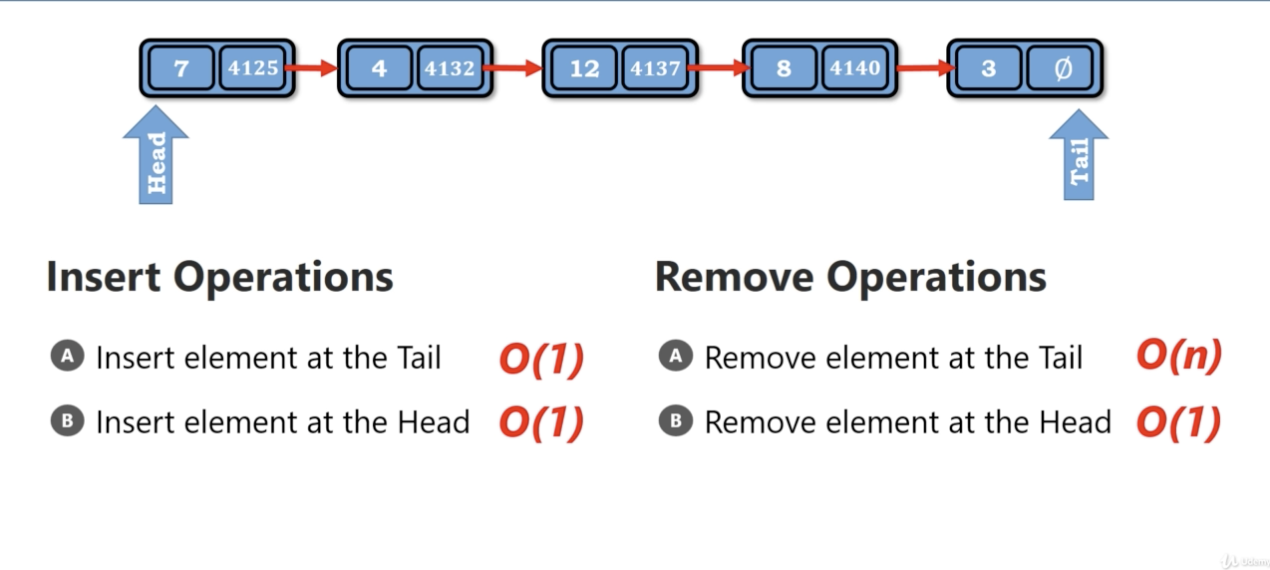 7 4125 4 4132 12 4137 8 4140 3 Ø
Head
Tail
Insert Operations
A Insert element at the Tail O(1)
B Insert element at the Head O(1)
Remove Operations
A Remove element at the Tail O(n)
B Remove element at the Head O(1)
Udemy